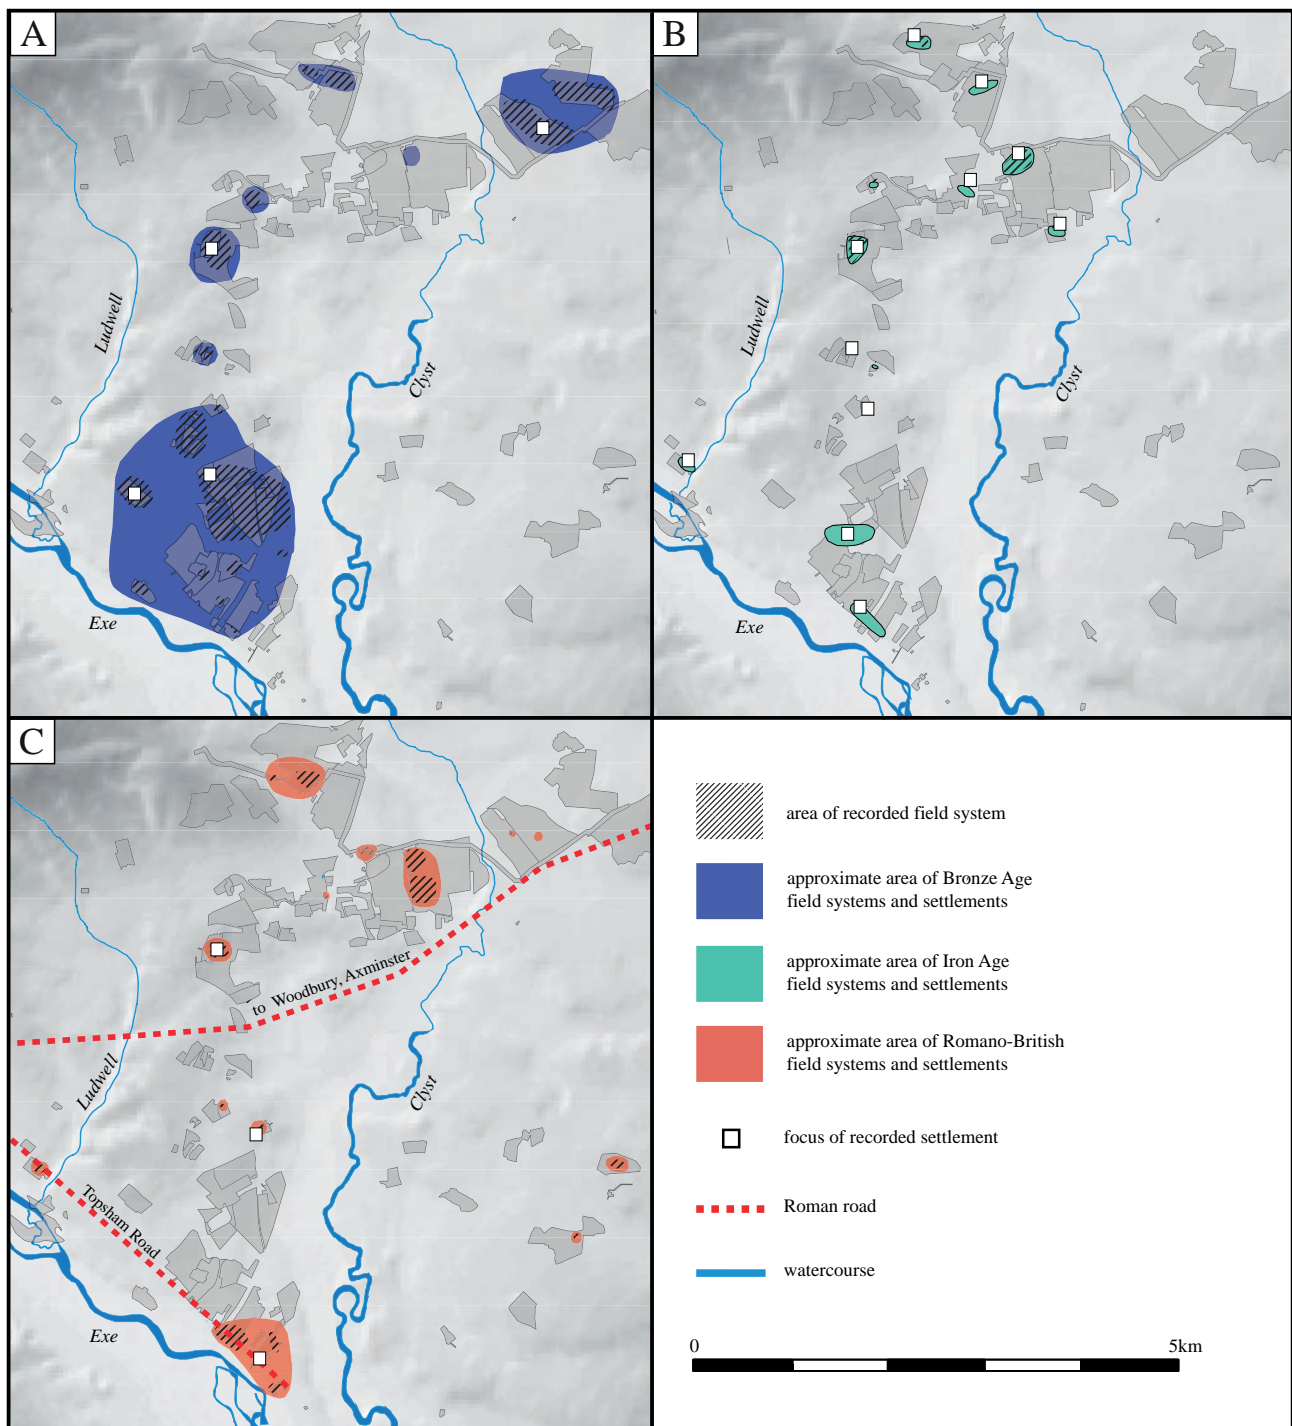 A
Ludwell
Clyst
Exe
B
Ludwell
Clyst
Exe
C
to Woodbury, Axminster
Ludwell
Clyst
Topsham Road
Exe
area of recorded field system
approximate area of Bronze Age
field systems and settlements
approximate area of Iron Age
field systems and settlements
approximate area of Romano-British
field systems and settlements
focus of recorded settlement
Roman road
watercourse
0 5km